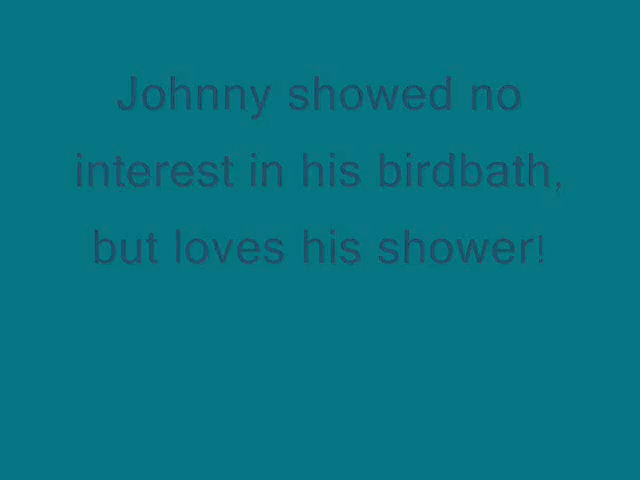 Johnny showed no
interest in his birdbath,
but loves his shower!